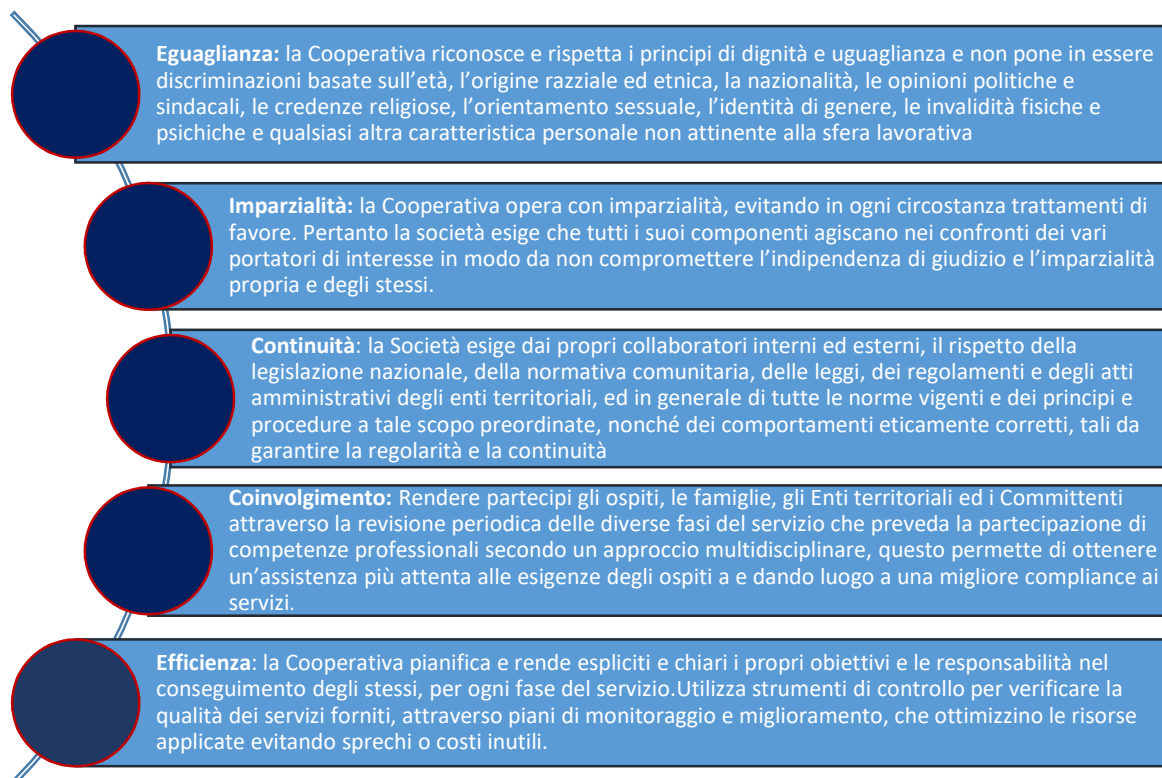 Eguaglianza: la Cooperativa riconosce e rispetta i principi di dignità e uguaglianza e non pone in essere
discriminazioni basate sull’età, l’origine razziale ed etnica, la nazionalità, le opinioni politiche e
sindacali, le credenze religiose, l’orientamento sessuale, l’identità di genere, le invalidità fisiche e
psichiche e qualsiasi altra caratteristica personale non attinente alla sfera lavorativa
Imparzialità: la Cooperativa opera con imparzialità, evitando in ogni circostanza trattamenti di
favore. Pertanto la società esige che tutti i suoi componenti agiscano nei confronti dei vari
portatori di interesse in modo da non compromettere l’indipendenza di giudizio e l’imparzialità
propria e degli stessi.
Continuità: la Società esige dai propri collaboratori interni ed esterni, il rispetto della
legislazione nazionale, della normativa comunitaria, delle leggi, dei regolamenti e degli atti
amministrativi degli enti territoriali, ed in generale di tutte le norme vigenti e dei principi e
procedure a tale scopo preordinate, nonché dei comportamenti eticamente corretti, tali da
garantire la regolarità e la continuità
Coinvolgimento: Rendere partecipi gli ospiti, le famiglie, gli Enti territoriali ed i Committenti
attraverso la revisione periodica delle diverse fasi del servizio che preveda la partecipazione di
competenze professionali secondo un approccio multidisciplinare, questo permette di ottenere
un’assistenza più attenta alle esigenze degli ospiti a e dando luogo a una migliore compliance ai
servizi.
Efficienza: la Cooperativa pianifica e rende espliciti e chiari i propri obiettivi e le responsabilità nel
conseguimento degli stessi, per ogni fase del servizio.Utilizza strumenti di controllo per verificare la
qualità dei servizi forniti, attraverso piani di monitoraggio e miglioramento, che ottimizzino le risorse
applicate evitando sprechi o costi inutili.